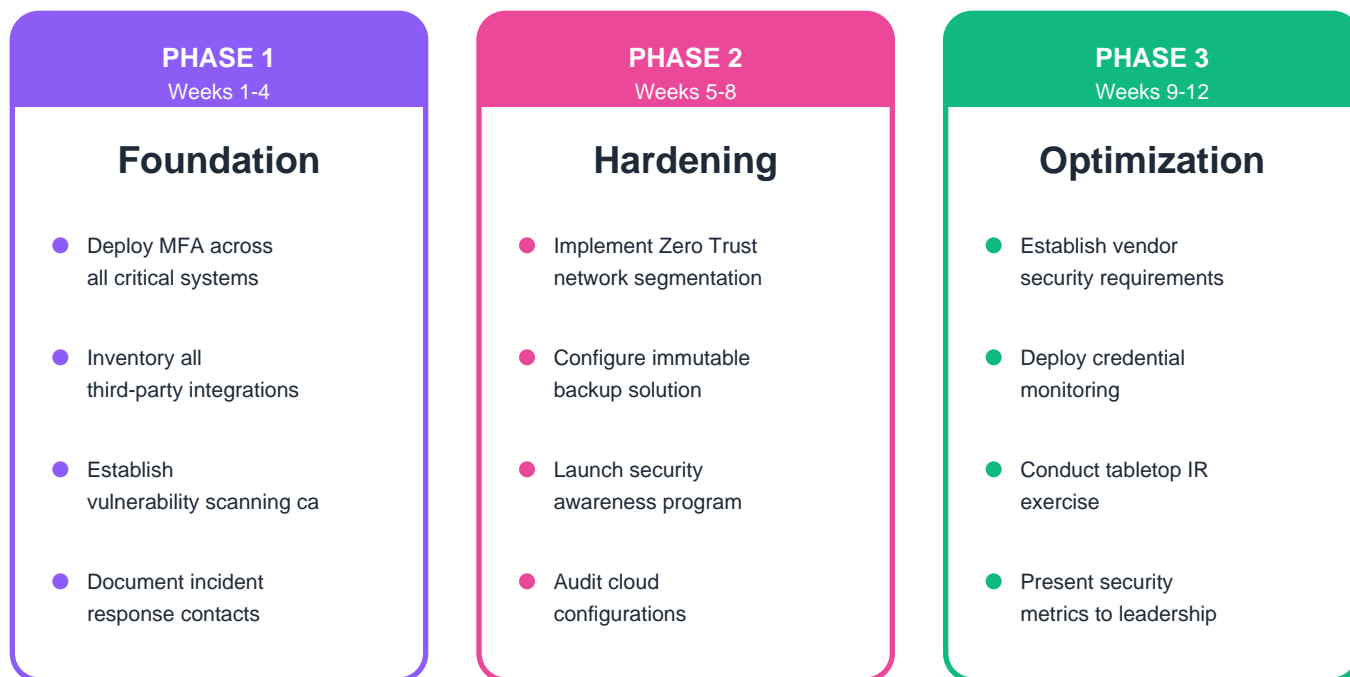 PHASE 1
Weeks 1-4
Foundation
Deploy MFA across
all critical systems
Inventory all
third-party integrations
Establish
vulnerability scanning ca
Document incident
response contacts
PHASE 2
Weeks 5-8
Hardening
Implement Zero Trust
network segmentation
Configure immutable
backup solution
Launch security
awareness program
Audit cloud
configurations
PHASE 3
Weeks 9-12
Optimization
Establish vendor
security requirements
Deploy credential
monitoring
Conduct tabletop IR
exercise
Present security
metrics to leadership